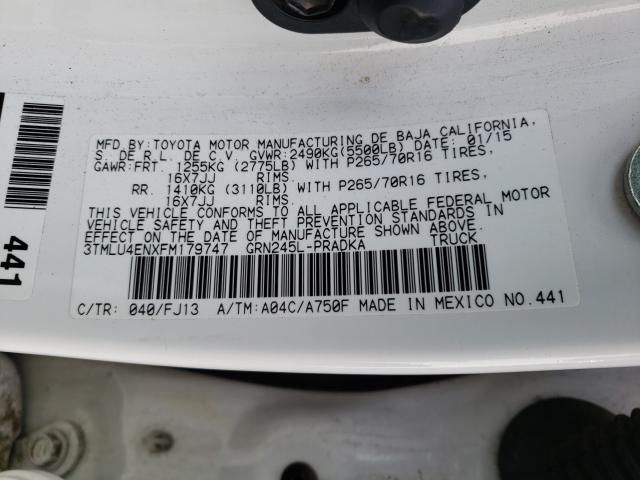 MFD.BY:TOYOTA MOTOR MANUFACTURING DE BAJA CALIFORNIA,
S. DE R.L. DE C.V. GVWR:2490KG(5500LB) DATE: 01/15
GAWR:FRT. 1255KG (2775LB) WITH P265/70R16 TIRES,
16X7JJ RIMS.
RR. 1410KG (3110LB) WITH P265/70R16 TIRES,
16X7JJ RIMS.
THIS VEHICLE CONFORMS TO ALL APPLICABLE FEDERAL MOTOR
VEHICLE SAFETY AND THEFT PREVENTION STANDARDS IN
EFFECT ON THE DATE OF MANUFACTURE SHOWN ABOVE.
3TMLU4ENXFM179747 GRN245L-PRADKA TRUCK
C/TR: 040/FJ13 A/TM:A04C/A750F MADE IN MEXICO NO.441
441